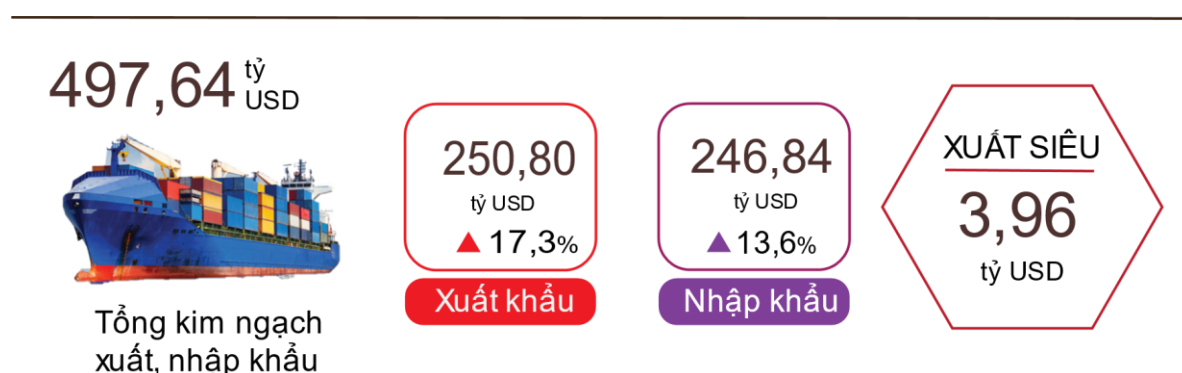 497,64 tỷ USD
Tổng kim ngạch
xuất, nhập khẩu
250,80
tỷ USD
▲ 17,3%
Xuất khẩu
246,84
tỷ USD
▲ 13,6%
Nhập khẩu
XUẤT SIÊU
3,96
tỷ USD